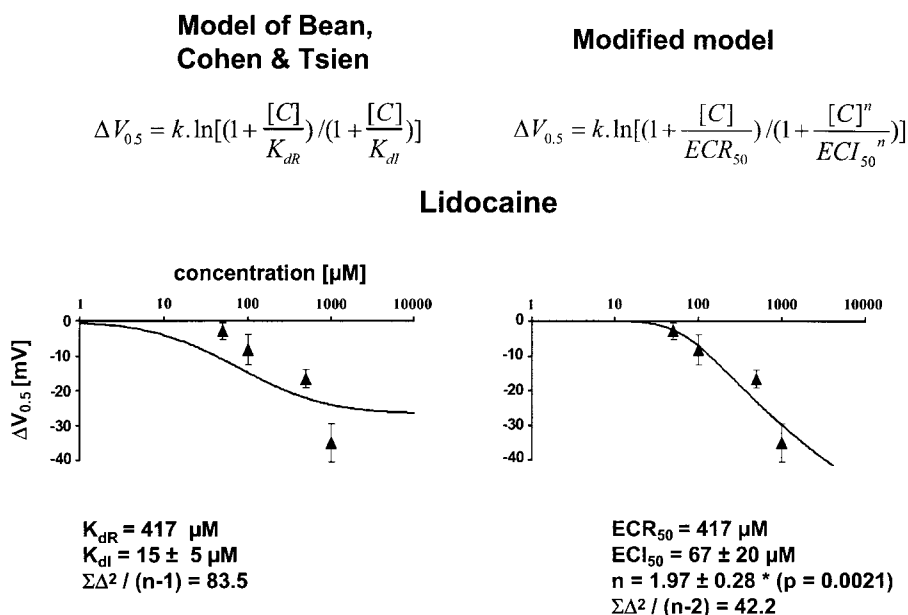 Model of Bean,
Cohen & Tsien
Modified model
ΔV0.5 = k.ln[(1 + [C]/KdR)/(1 + [C]/KdI)]
ΔV0.5 = k.ln[(1 + [C]/ECR50)/(1 + [C]^n/ECI50^n)]
Lidocaine
concentration [µM]
1 10 100 1000 10000
1 10 100 1000 10000
ΔV0.5 [mV]
0
-10
-20
-30
-40
0
-10
-20
-30
-40
KdR = 417 µM
KdI = 15 ± 5 µM
ΣΔ² / (n-1) = 83.5
ECR50 = 417 µM
ECI50 = 67 ± 20 µM
n = 1.97 ± 0.28 * (p = 0.0021)
ΣΔ² / (n-2) = 42.2